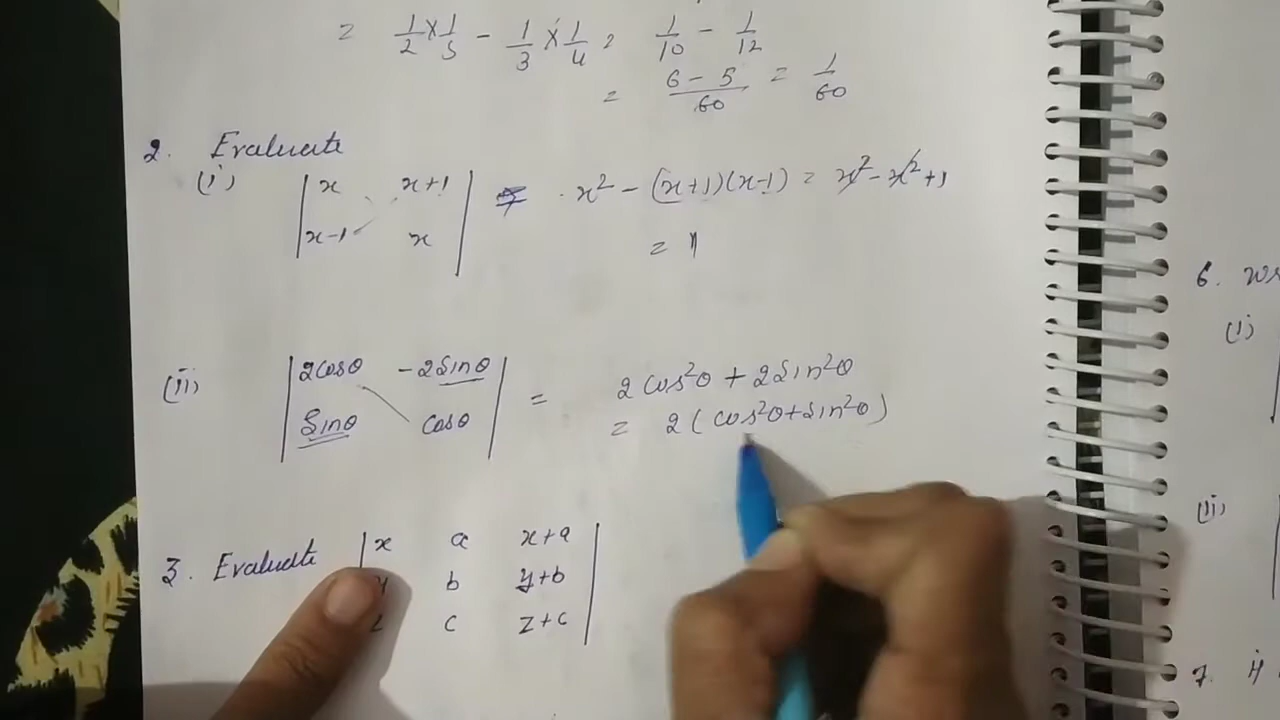 = 1/2 × 1/5 - 1/3 × 1/4 = 1/10 - 1/12
= (6 - 5)/60 = 1/60
2. Evaluate
(i) | x x+1 | = x² - (x+1)(x-1) = x² - x² + 1
| x-1 x | = 1
(ii) | 2cosθ -2Sinθ | = 2cos²θ + 2Sin²θ
| Sinθ cosθ | = 2(cos²θ+Sin²θ)
3. Evaluate | x a x+a |
| b y+b |
| c z+c |
6.
(i)
(ii)
7.